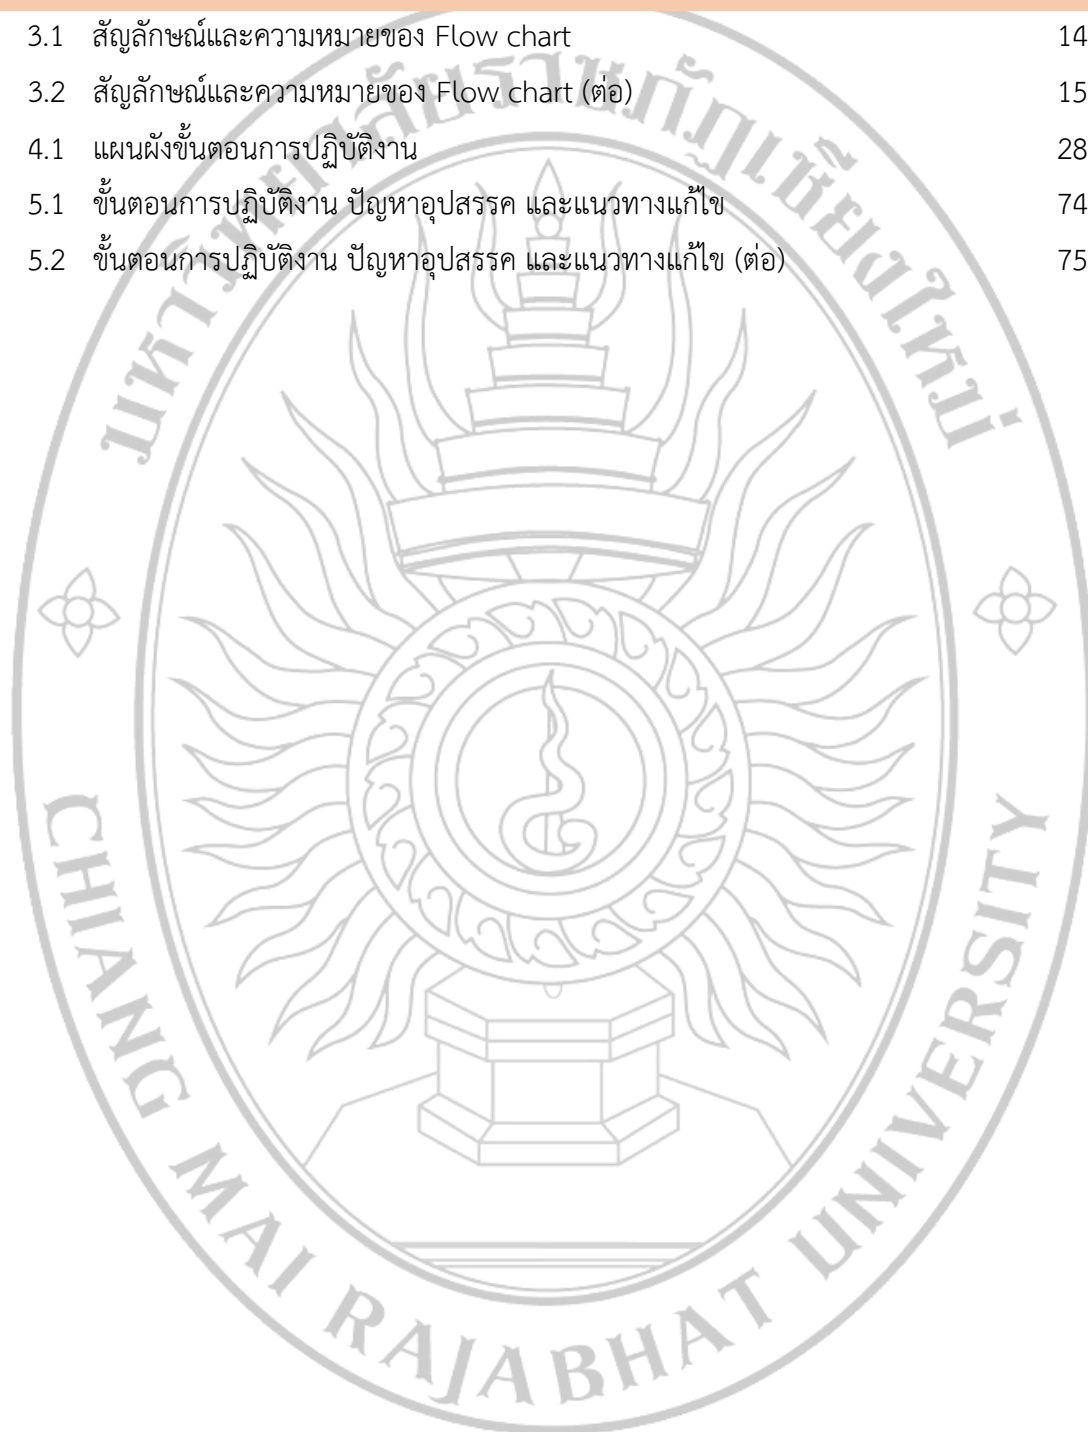 3.1 สัญลักษณ์และความหมายของ Flow chart 14
3.2 สัญลักษณ์และความหมายของ Flow chart (ต่อ) 15
4.1 แผนผังขั้นตอนการปฏิบัติงาน 28
5.1 ขั้นตอนการปฏิบัติงาน ปัญหาอุปสรรค และแนวทางแก้ไข 74
5.2 ขั้นตอนการปฏิบัติงาน ปัญหาอุปสรรค และแนวทางแก้ไข (ต่อ) 75
มหาวิทยาลัยราชภัฏเชียงใหม่
CHIANG MAI RAJABHAT UNIVERSITY